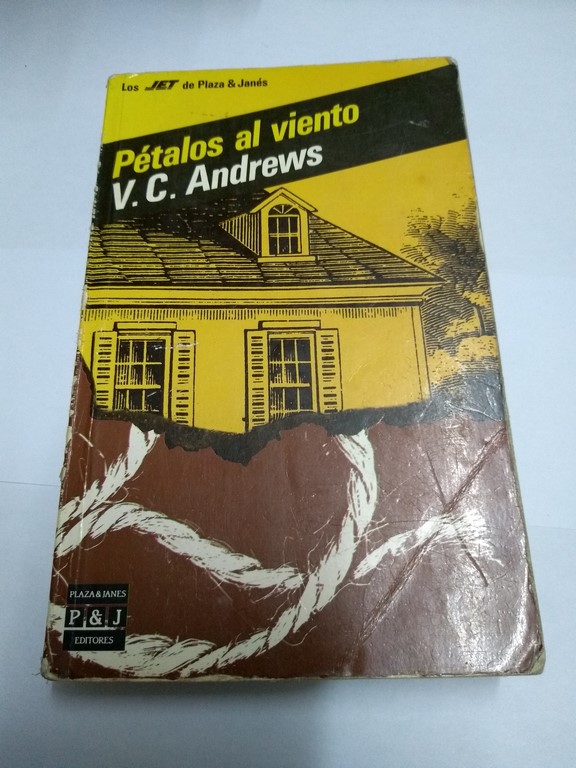 Los JET de Plaza & Janés
Pétalos al viento
V. C. Andrews
PLAZA & JANES
P & J
EDITORES